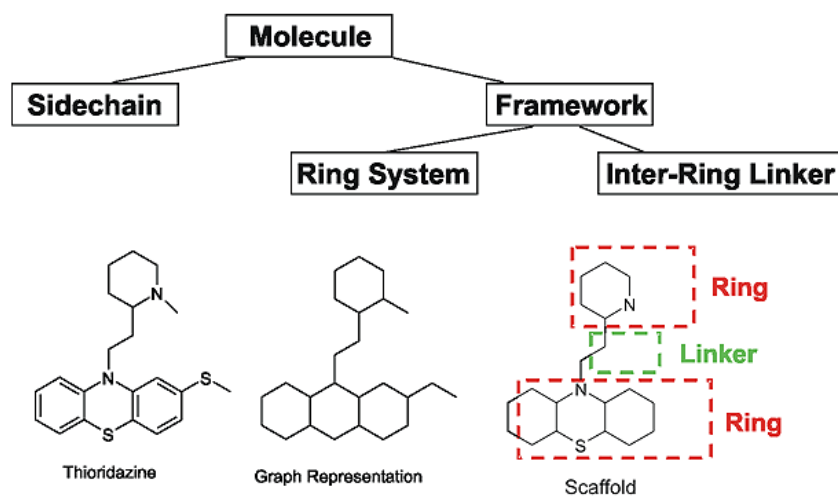 Molecule
Sidechain
Framework
Ring System
Inter-Ring Linker
N
N
S
S
Thioridazine
Graph Representation
N
Ring
Linker
N
Ring
S
Scaffold